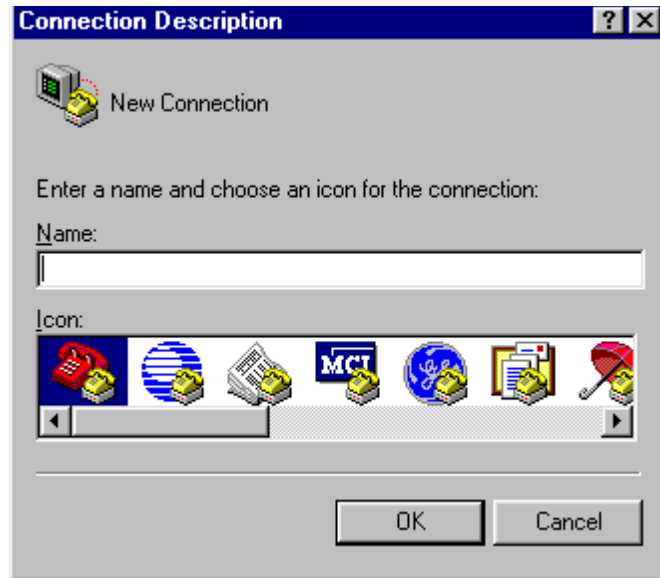 Connection Description
New Connection
Enter a name and choose an icon for the connection:
Name:
Icon:
MCI
OK Cancel